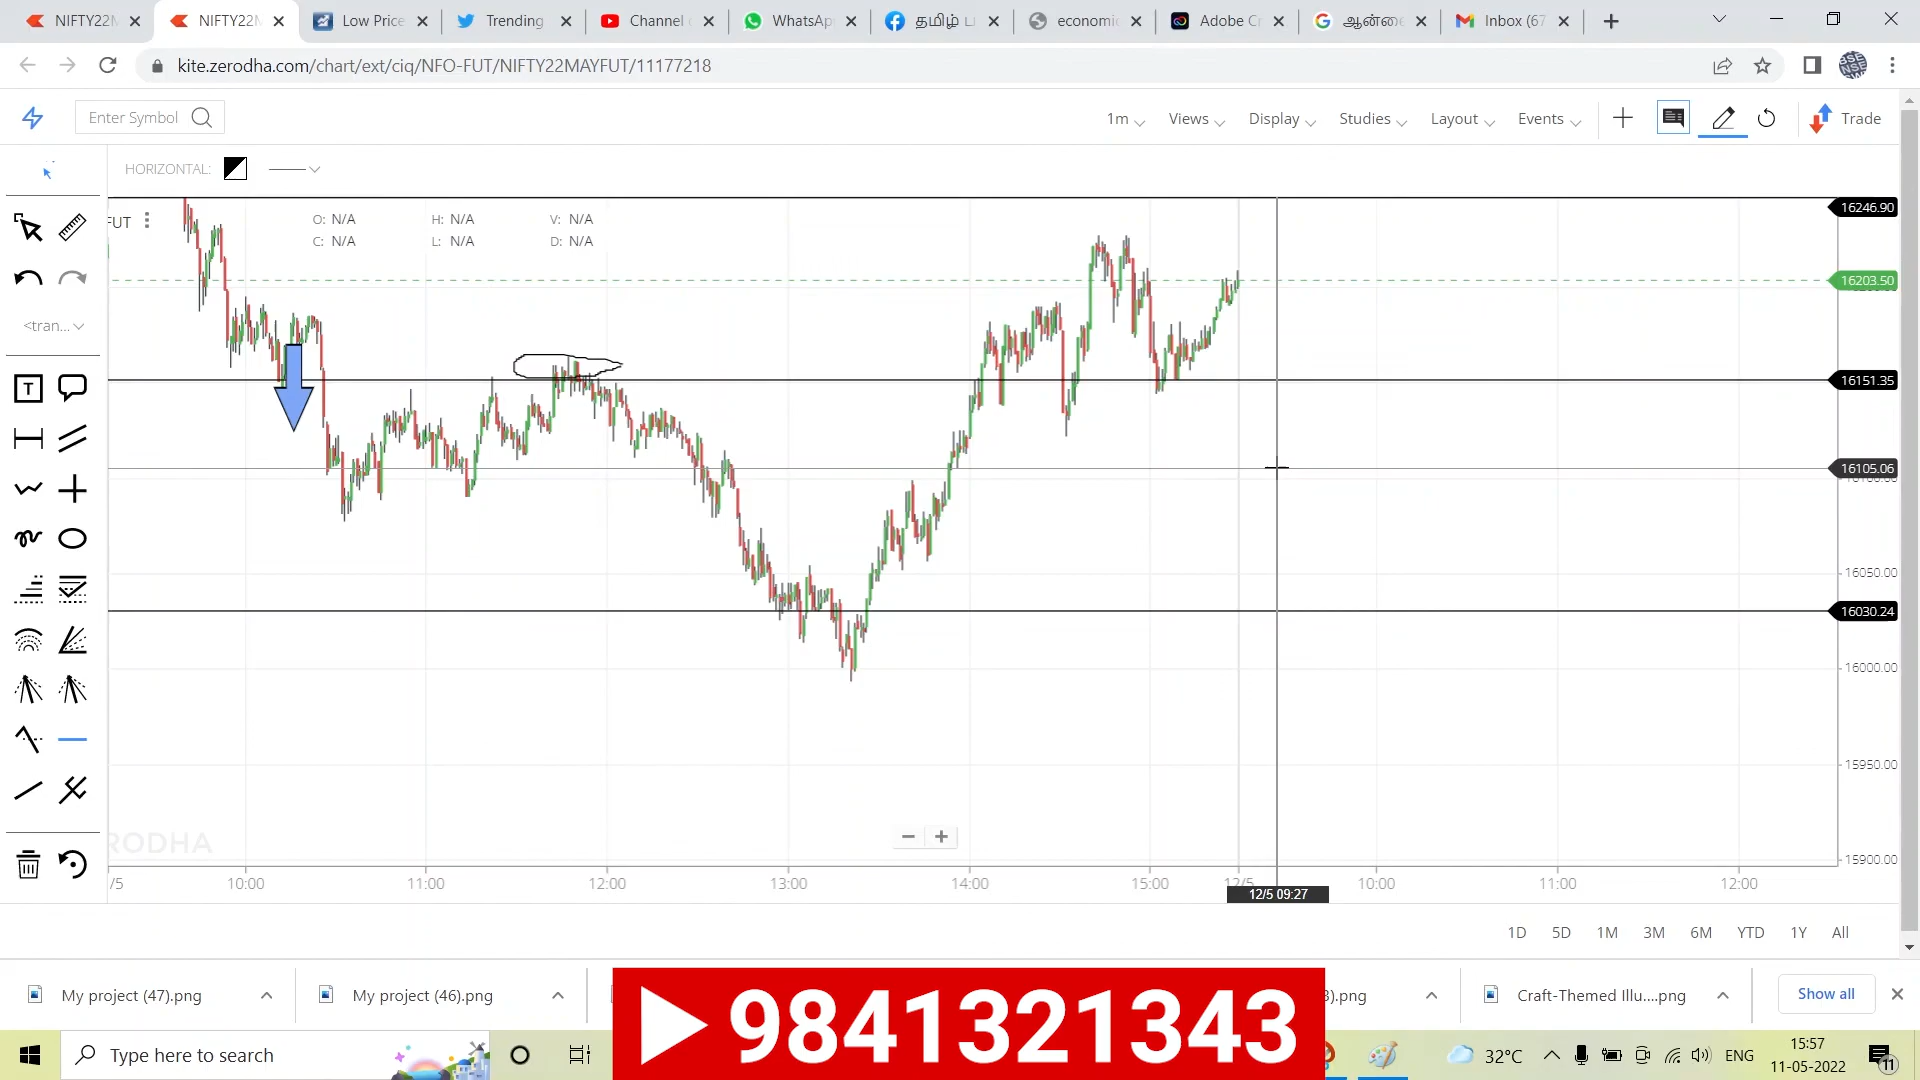 NIFTY22M
NIFTY22M
Low Price
Trending
Channel
WhatsAp
தமிழ்
economi
Adobe Cr
ஆன்லை
Inbox (67
kite.zerodha.com/chart/ext/ciq/NFO-FUT/NIFTY22MAYFUT/11177218
Enter Symbol
1m
Views
Display
Studies
Layout
Events
Trade
HORIZONTAL:
FUT
O: N/A
H: N/A
V: N/A
C: N/A
L: N/A
D: N/A
<tran...
T
16246.90
16203.50
16151.35
16105.06
16050.00
16030.24
16000.00
15950.00
15900.00
RODHA
/5
10:00
11:00
12:00
13:00
14:00
15:00
12/5
10:00
11:00
12:00
12/5 09:27
1D
5D
1M
3M
6M
YTD
1Y
All
My project (47).png
My project (46).png
).png
Craft-Themed Illu....png
Show all
9841321343
Type here to search
32°C
ENG
15:57
11-05-2022
11